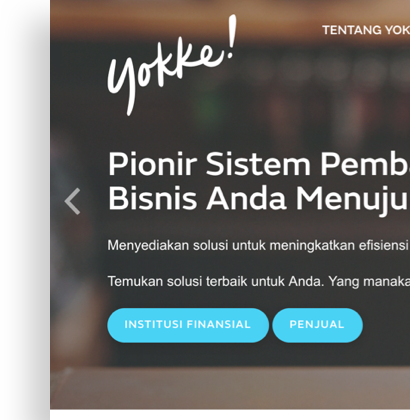 Yokke!
TENTANG YOK
Pionir Sistem Pemb
Bisnis Anda Menuju
Menyediakan solusi untuk meningkatkan efisiensi
Temukan solusi terbaik untuk Anda. Yang manaka
INSTITUSI FINANSIAL
PENJUAL